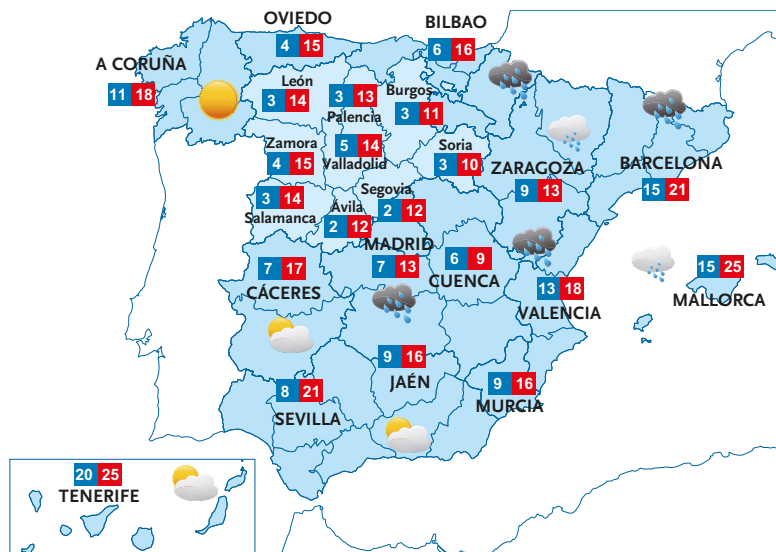 OVIEDO
4 15
BILBAO
6 16
A CORUÑA
11 18
León
3 14
3 13
Palencia
Burgos
3 11
Zamora
4 15
5 14
Valladolid
Soria
3 10
ZARAGOZA
9 13
BARCELONA
15 21
3 14
Salamanca
Ávila
2 12
Segovia
2 12
MADRID
7 13
7 17
CÁCERES
6 9
CUENCA
13 18
VALENCIA
15 25
MALLORCA
9 16
JAÉN
8 21
SEVILLA
9 16
MURCIA
20 25
TENERIFE